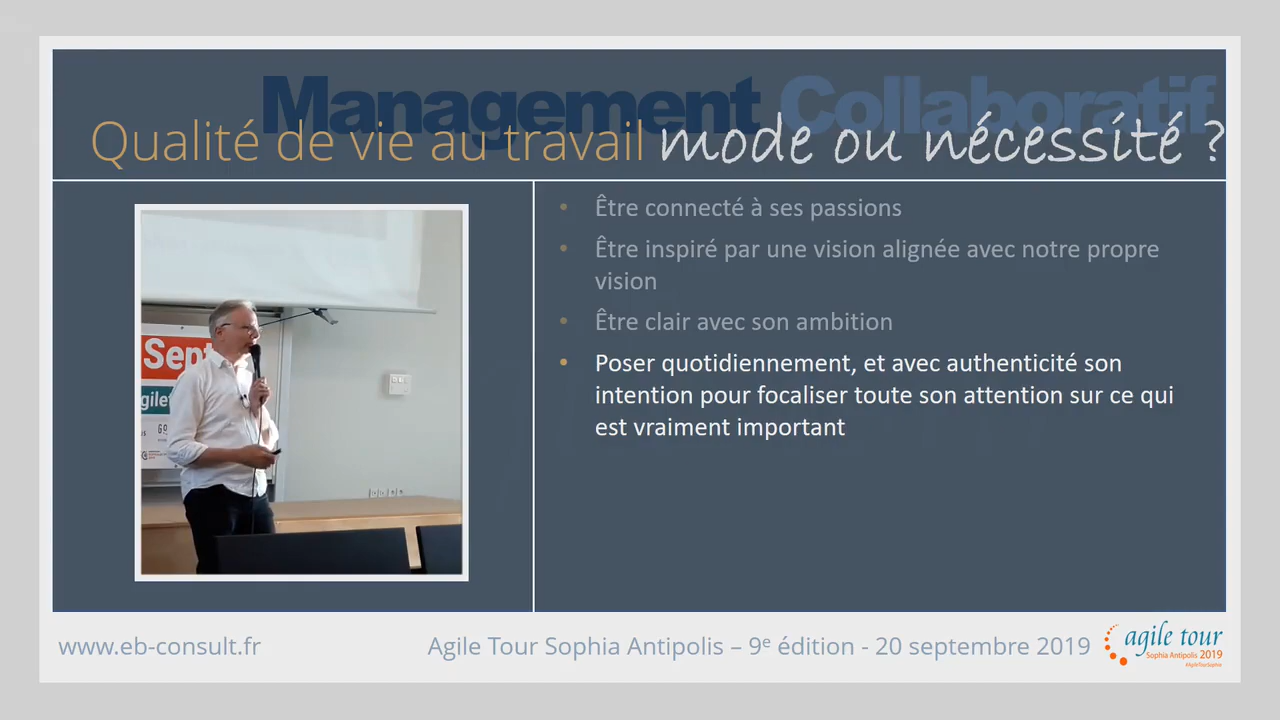 Management Collaboratif
Qualité de vie au travail mode ou nécessité ?
• Être connecté à ses passions
• Être inspiré par une vision alignée avec notre propre
vision
• Être clair avec son ambition
• Poser quotidiennement, et avec authenticité son
intention pour focaliser toute son attention sur ce qui
est vraiment important
Sept
gile
www.eb-consult.fr
Agile Tour Sophia Antipolis – 9e édition - 20 septembre 2019
agile tour
Sophia Antipolis 2019